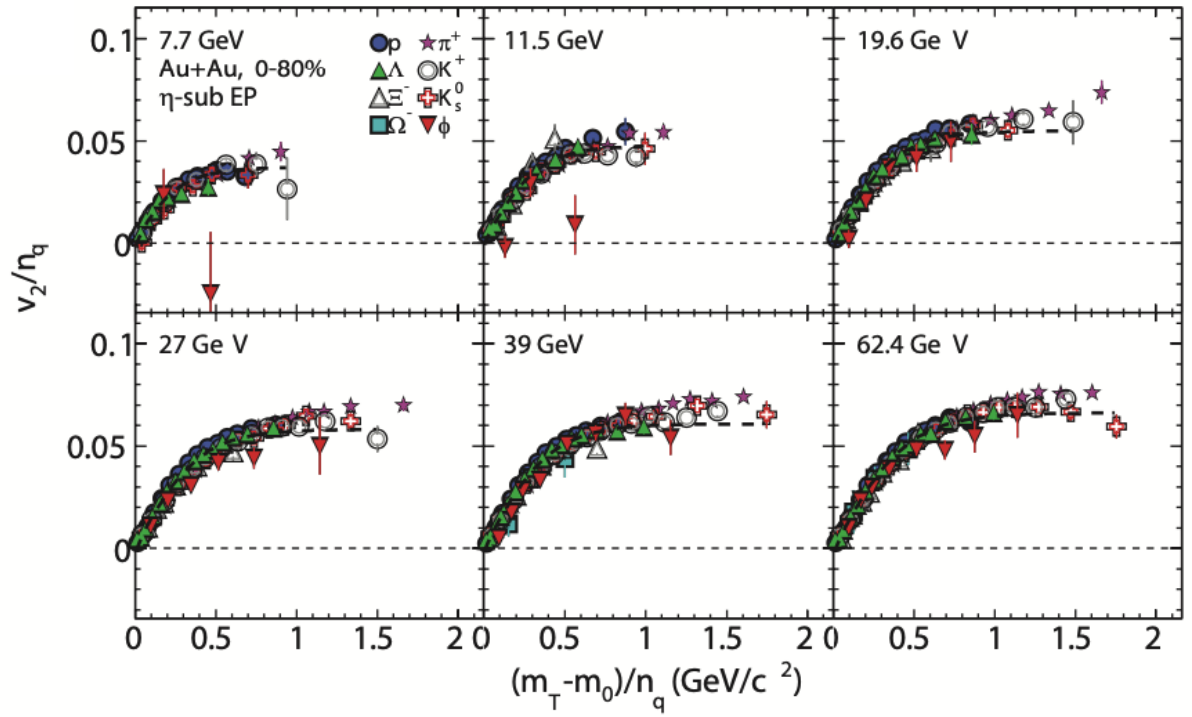 0.1
7.7 GeV
Au+Au, 0-80%
η-sub EP
p π⁺
Λ K⁺
Ξ⁻ K⁰ₛ
Ω⁻ ϕ
11.5 GeV
19.6 Ge V
0.05
0
v₂/n_q
0.1
27 Ge V
39 GeV
62.4 Ge V
0.05
0
0 0.5 1 1.5 2 0 0.5 1 1.5 2 0 0.5 1 1.5 2
(m_T-m₀)/n_q (GeV/c ²)